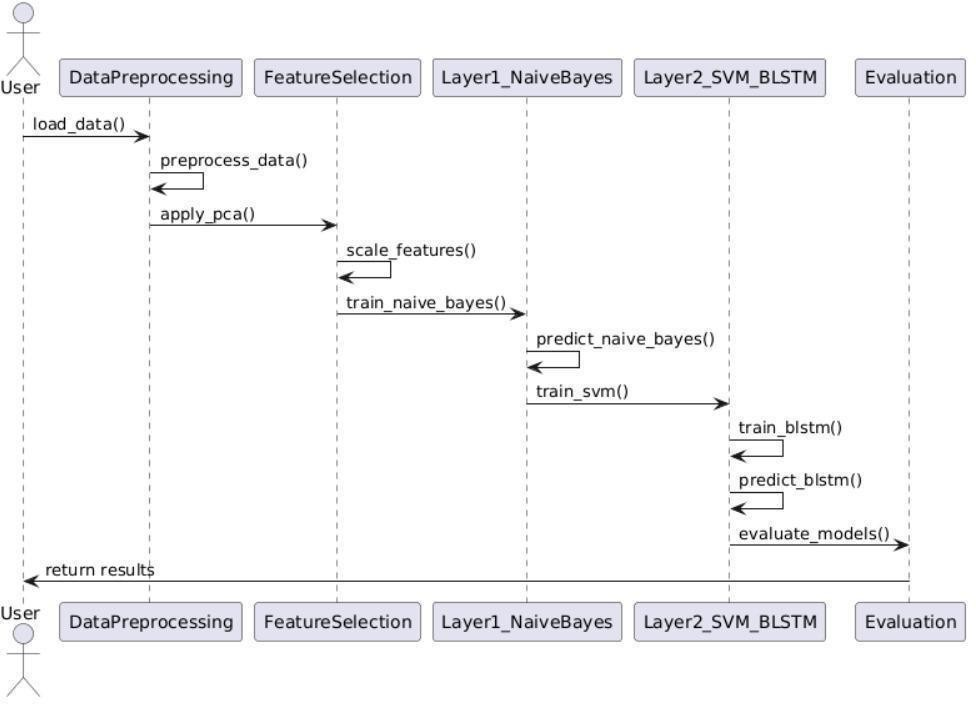 User
DataPreprocessing
FeatureSelection
Layer1_NaiveBayes
Layer2_SVM_BLSTM
Evaluation
load_data()
preprocess_data()
apply_pca()
scale_features()
train_naive_bayes()
predict_naive_bayes()
train_svm()
train_blstm()
predict_blstm()
evaluate_models()
return results
User
DataPreprocessing
FeatureSelection
Layer1_NaiveBayes
Layer2_SVM_BLSTM
Evaluation